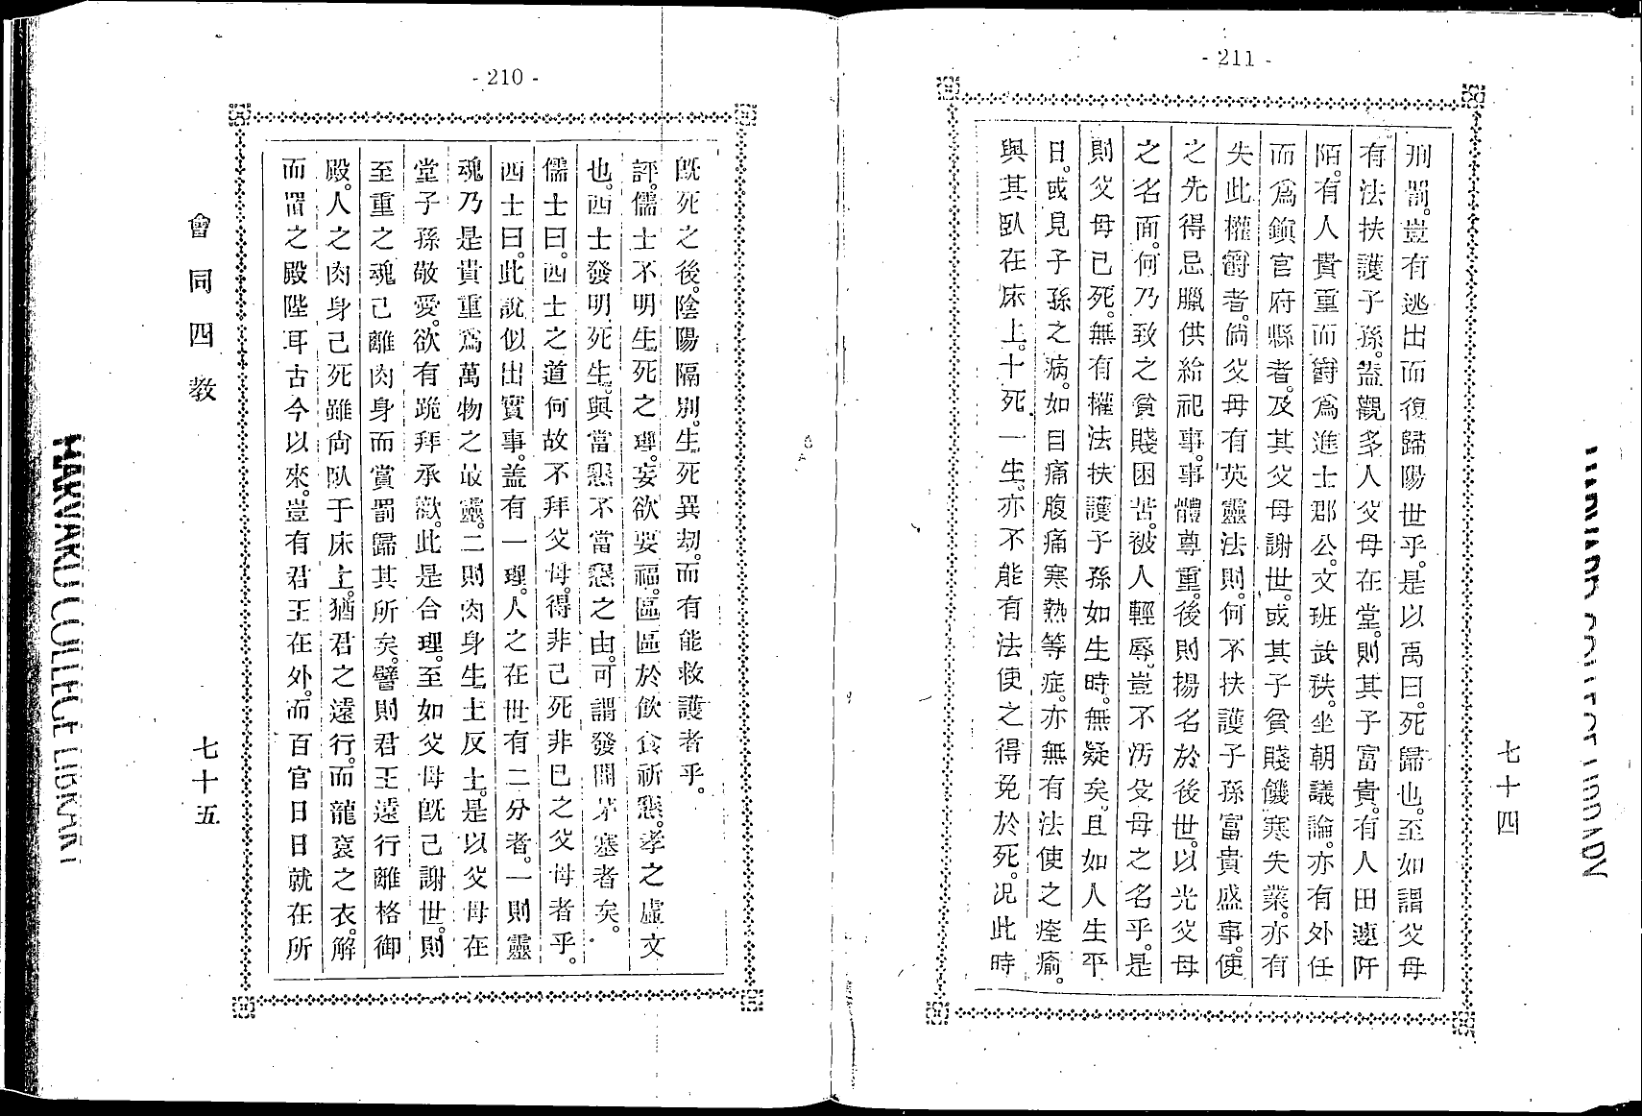 - 211 -
刑罰。豈有逃出而復歸陽世乎。是以禹曰。死歸也。至如謂父母
有法扶護子孫。盖觀多人父母在堂。則其子富貴。有人田連阡
陌。有人貴重而爵爲進士郡公。文班武秩。坐朝議論。亦有外任
而爲鎮官府縣者。及其父母謝世。或其子貧賤饑寒失業。亦有
失此權爵者。倘父母有英靈法則。何不扶護子孫富貴盛事。使
之先得忌臘供給祀事。事體尊重。後則揚名於後世。以光父母
之名面。何乃致之貧賤困苦。被人輕辱。豈不汚父母之名乎。是
則父母已死。無有權法扶護子孫如生時。無疑矣。且如人生平
日。或見子孫之病。如目痛腹痛寒熱等症。亦無有法使之痊瘉。
與其臥在床上。十死一生。亦不能有法使之得免於死。况此時
七十四
- 210 -
旣死之後。陰陽隔別。生死異刼。而有能救護者乎。
評。儒士不明生死之理。妄欲要福。區區於飲食祈懇。孝之虛文
也。西士發明死生。與當懇不當懇之由。可謂發開茅塞者矣。
儒士曰。西士之道何故不拜父母。得非己死非己之父母者乎。
西士曰。此說似出實事。盖有一理。人之在世有二分者。一則靈
魂乃是貴重爲萬物之最靈。二則肉身生土反土。是以父母在
堂子孫敬愛。欲有跪拜承歡。此是合理。至如父母旣己謝世。則
至重之魂己離肉身而賞罰歸其所矣。譬則君王遠行離格御
殿。人之肉身己死雖尙臥于床上。猶君之遠行。而龍袞之衣。解
而置之殿陛耳古今以來。豈有君王在外。而百官日日就在所
會同四教
七十五
HARVARD COLLEGE LIBRARY